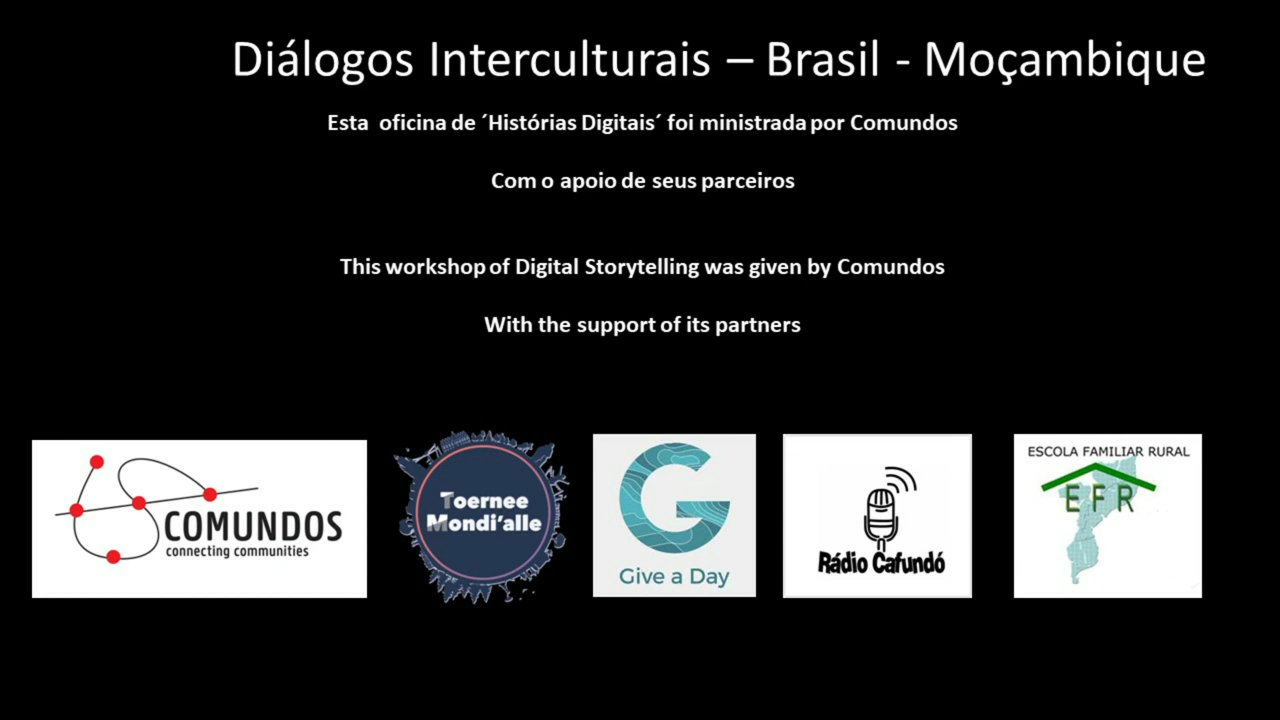 Diálogos Interculturais – Brasil - Moçambique
Esta oficina de ´Histórias Digitais´ foi ministrada por Comundos
Com o apoio de seus parceiros
This workshop of Digital Storytelling was given by Comundos
With the support of its partners
COMUNDOS
connecting communities
Toernee
Mondi'alle
G
Give a Day
Rádio Cafundó
ESCOLA FAMILIAR RURAL
E F R